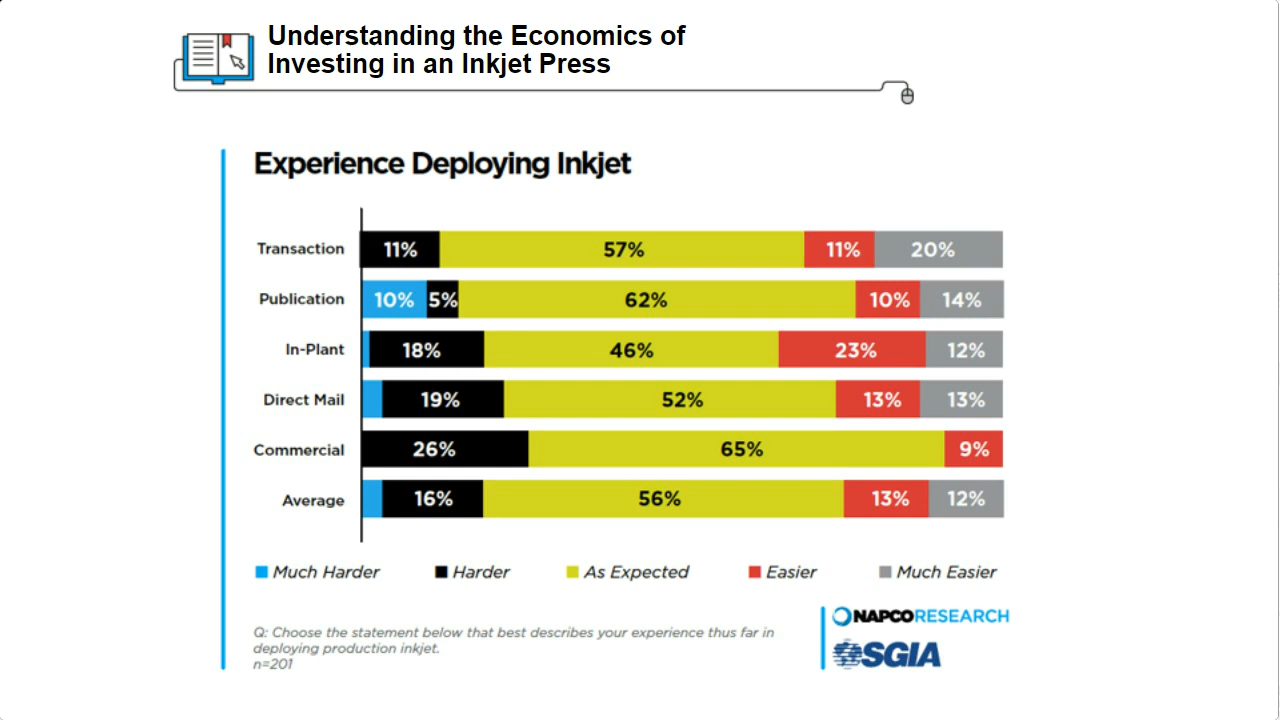 Understanding the Economics of
Investing in an Inkjet Press
Experience Deploying Inkjet
Transaction 11% 57% 11% 20%
Publication 10% 5% 62% 10% 14%
In-Plant 18% 46% 23% 12%
Direct Mail 19% 52% 13% 13%
Commercial 26% 65% 9%
Average 16% 56% 13% 12%
Much Harder Harder As Expected Easier Much Easier
Q: Choose the statement below that best describes your experience thus far in
deploying production inkjet.
n=201
NAPCORESEARCH
SGIA